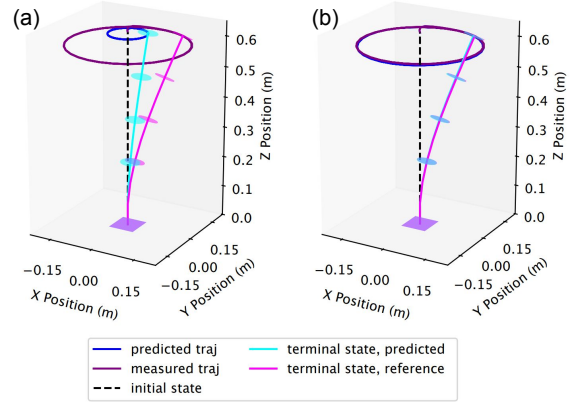 (a)
0.6
0.5
0.4
0.3
0.2
0.1
0.0
Z Position (m)
−0.15
0.00
0.15
X Position (m)
−0.15
0.00
0.15
Y Position (m)
(b)
0.6
0.5
0.4
0.3
0.2
0.1
0.0
Z Position (m)
−0.15
0.00
0.15
X Position (m)
−0.15
0.00
0.15
Y Position (m)
predicted traj
measured traj
initial state
terminal state, predicted
terminal state, reference